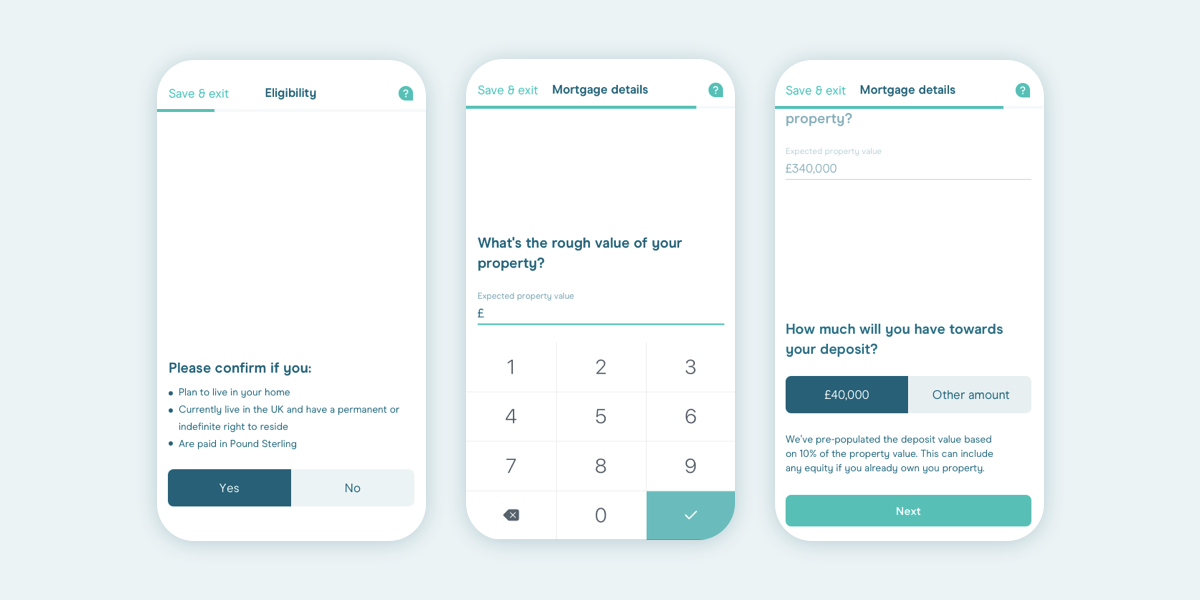 Save & exit
Eligibility
?
Please confirm if you:
• Plan to live in your home
• Currently live in the UK and have a permanent or
indefinite right to reside
• Are paid in Pound Sterling
Yes
No
Save & exit
Mortgage details
?
What's the rough value of your
property?
Expected property value
£
1
2
3
4
5
6
7
8
9
0
Save & exit
Mortgage details
?
property?
Expected property value
£340,000
How much will you have towards
your deposit?
£40,000
Other amount
We've pre-populated the deposit value based
on 10% of the property value. This can include
any equity if you already own you property.
Next